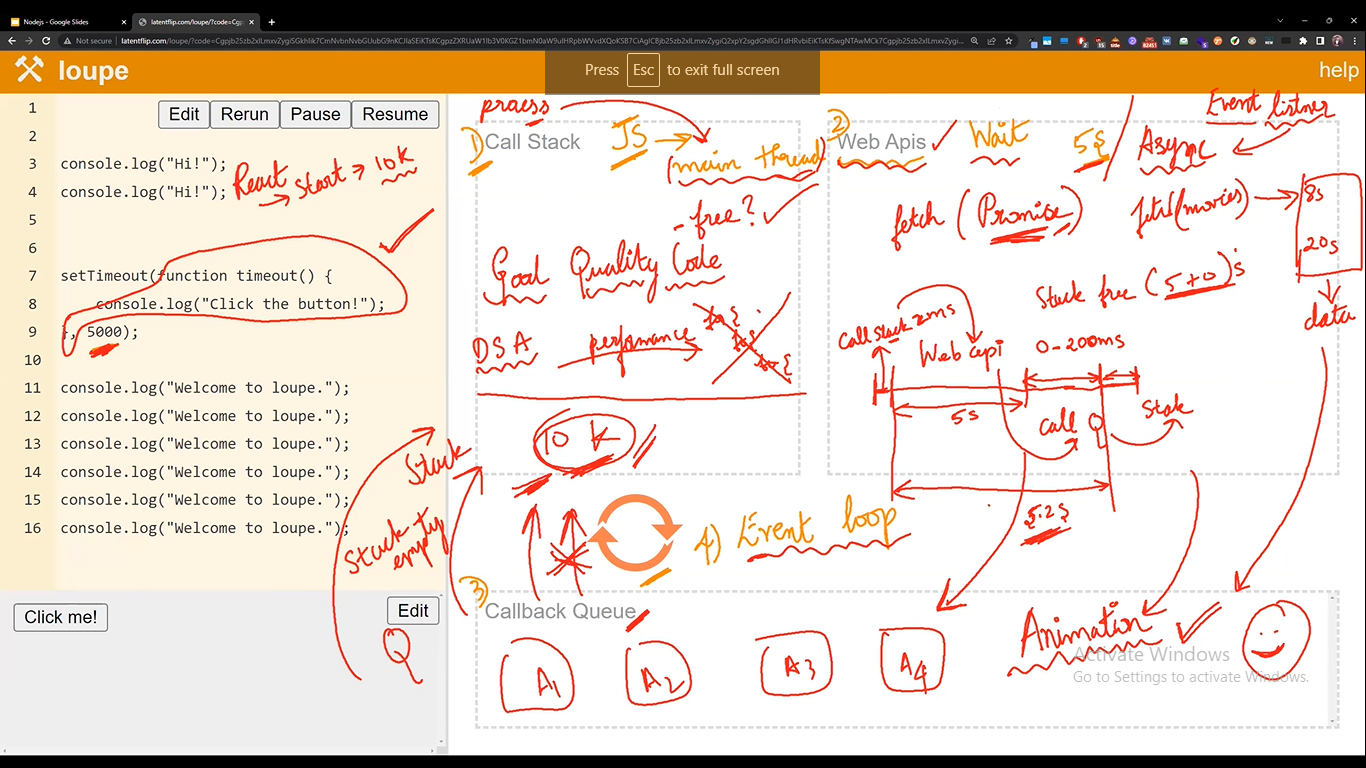 Nodejs - Google Slides
latentflip.com/loupe/?code=Cgp
Not secure
loupe
Press Esc to exit full screen
help
Edit
Rerun
Pause
Resume
1
2
3 console.log("Hi!");
4 console.log("Hi!");
5
6
7 setTimeout(function timeout() {
8 console.log("Click the button!");
9 }, 5000);
10
11 console.log("Welcome to loupe.");
12 console.log("Welcome to loupe.");
13 console.log("Welcome to loupe.");
14 console.log("Welcome to loupe.");
15 console.log("Welcome to loupe.");
16 console.log("Welcome to loupe.");
React start → 10K
Stack
Stack empty
Q
Click me!
Edit
1) Call Stack
JS →
(main thread)
- free?
Good Quality Code
DSA
performance
10 K
2) Web Apis
Wait
5s
Event listner
Async
fetch (Promise)
fetch(movies)
8s
20s
data
Stack free (5+0)s
Call stack 2ms
Web api
0-200ms
5s
call Q
Stak
5.2s
4) Event loop
3) Callback Queue
A1
A2
A3
A4
Animation
Activate Windows
Go to Settings to activate Windows.